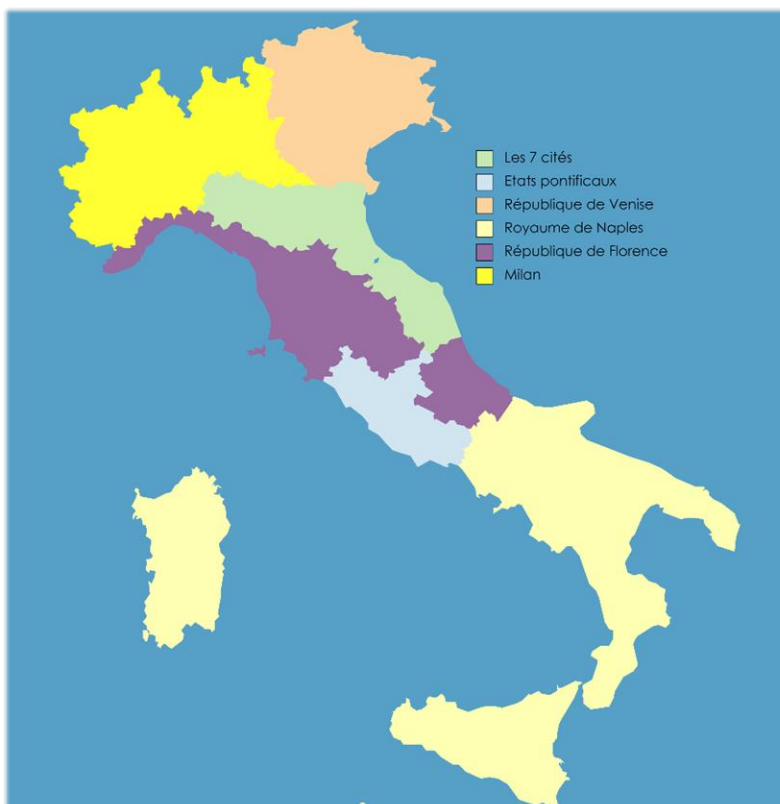 Les 7 cités
Etats pontificaux
République de Venise
Royaume de Naples
République de Florence
Milan